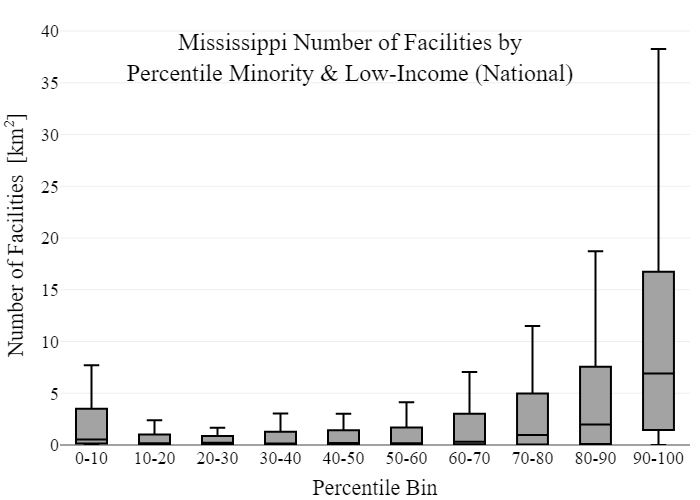 Mississippi Number of Facilities by
Percentile Minority & Low-Income (National)
Number of Facilities [km²]
40
35
30
25
20
15
10
5
0
0-10 10-20 20-30 30-40 40-50 50-60 60-70 70-80 80-90 90-100
Percentile Bin